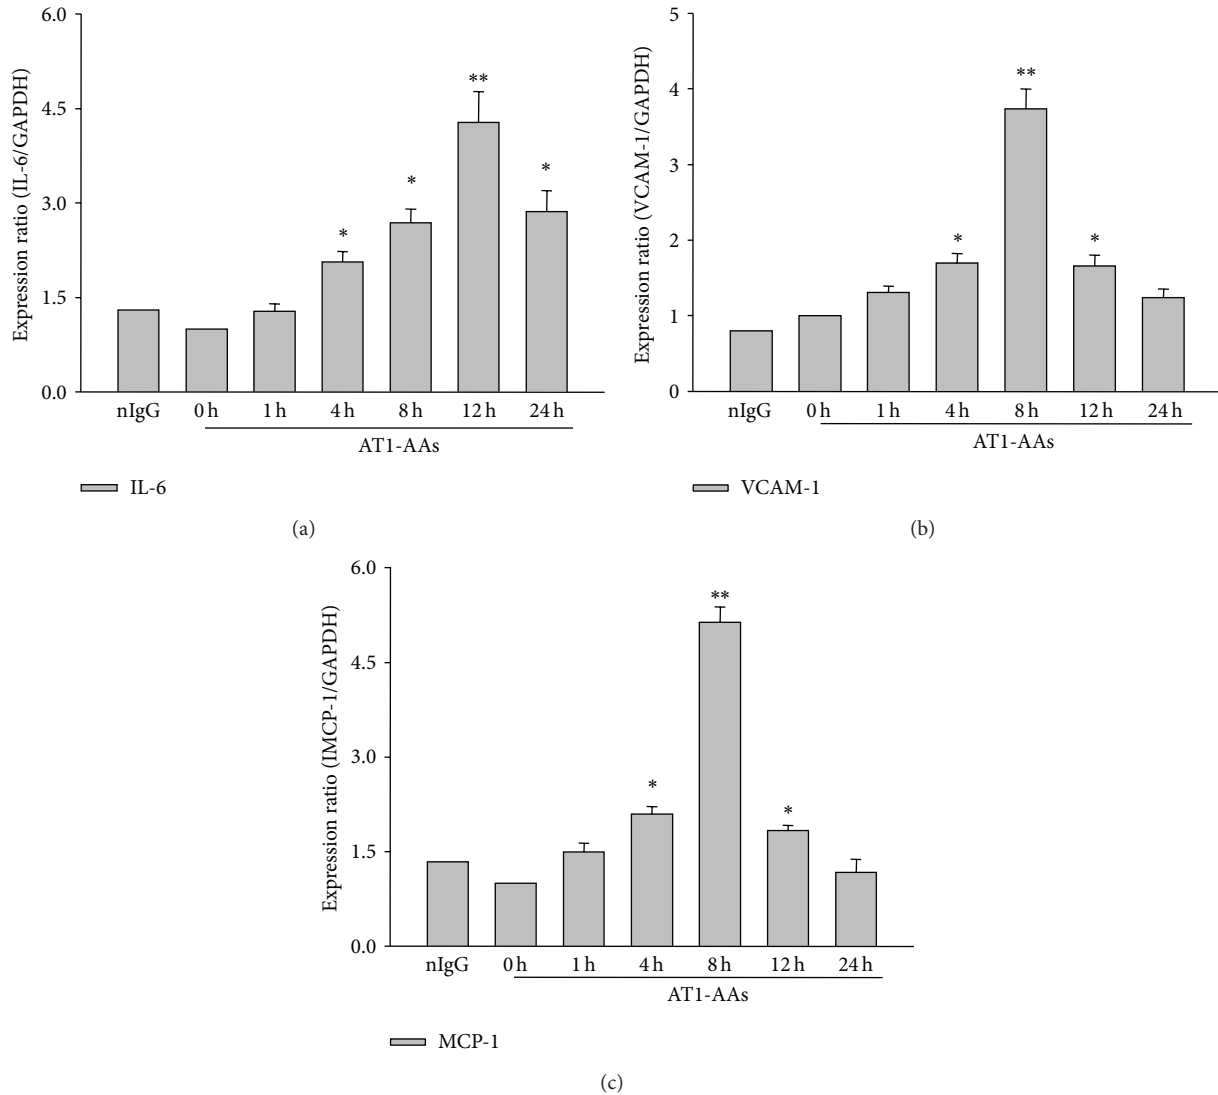 6.0
4.5
3.0
1.5
0.0
Expression ratio (IL-6/GAPDH)
*
*
**
*
nIgG 0 h 1 h 4 h 8 h 12 h 24 h
AT1-AAs
IL-6
(a)
5
4
3
2
1
0
Expression ratio (VCAM-1/GAPDH)
*
**
*
nIgG 0 h 1 h 4 h 8 h 12 h 24 h
AT1-AAs
VCAM-1
(b)
6.0
4.5
3.0
1.5
0.0
Expression ratio (IMCP-1/GAPDH)
*
**
*
nIgG 0 h 1 h 4 h 8 h 12 h 24 h
AT1-AAs
MCP-1
(c)